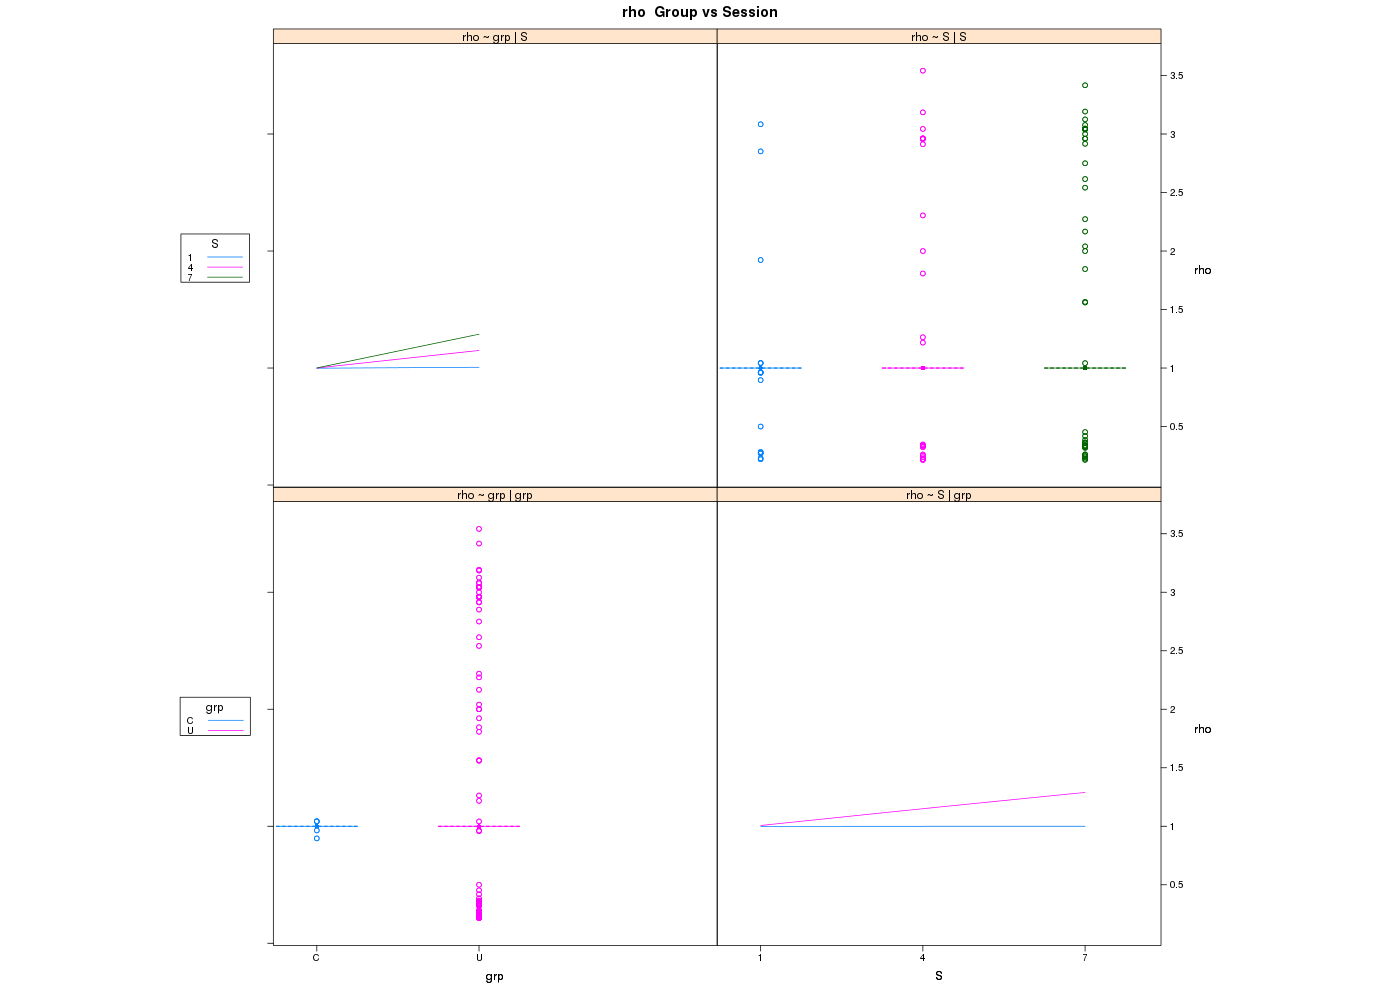 rho  Group vs Session
rho ~ grp | S
rho ~ S | S
3.5
3
2.5
2
1.5
1
0.5
rho
S
1
4
7
rho ~ grp | grp
rho ~ S | grp
3.5
3
2.5
2
1.5
1
0.5
rho
grp
C
U
C
U
grp
1
4
7
S